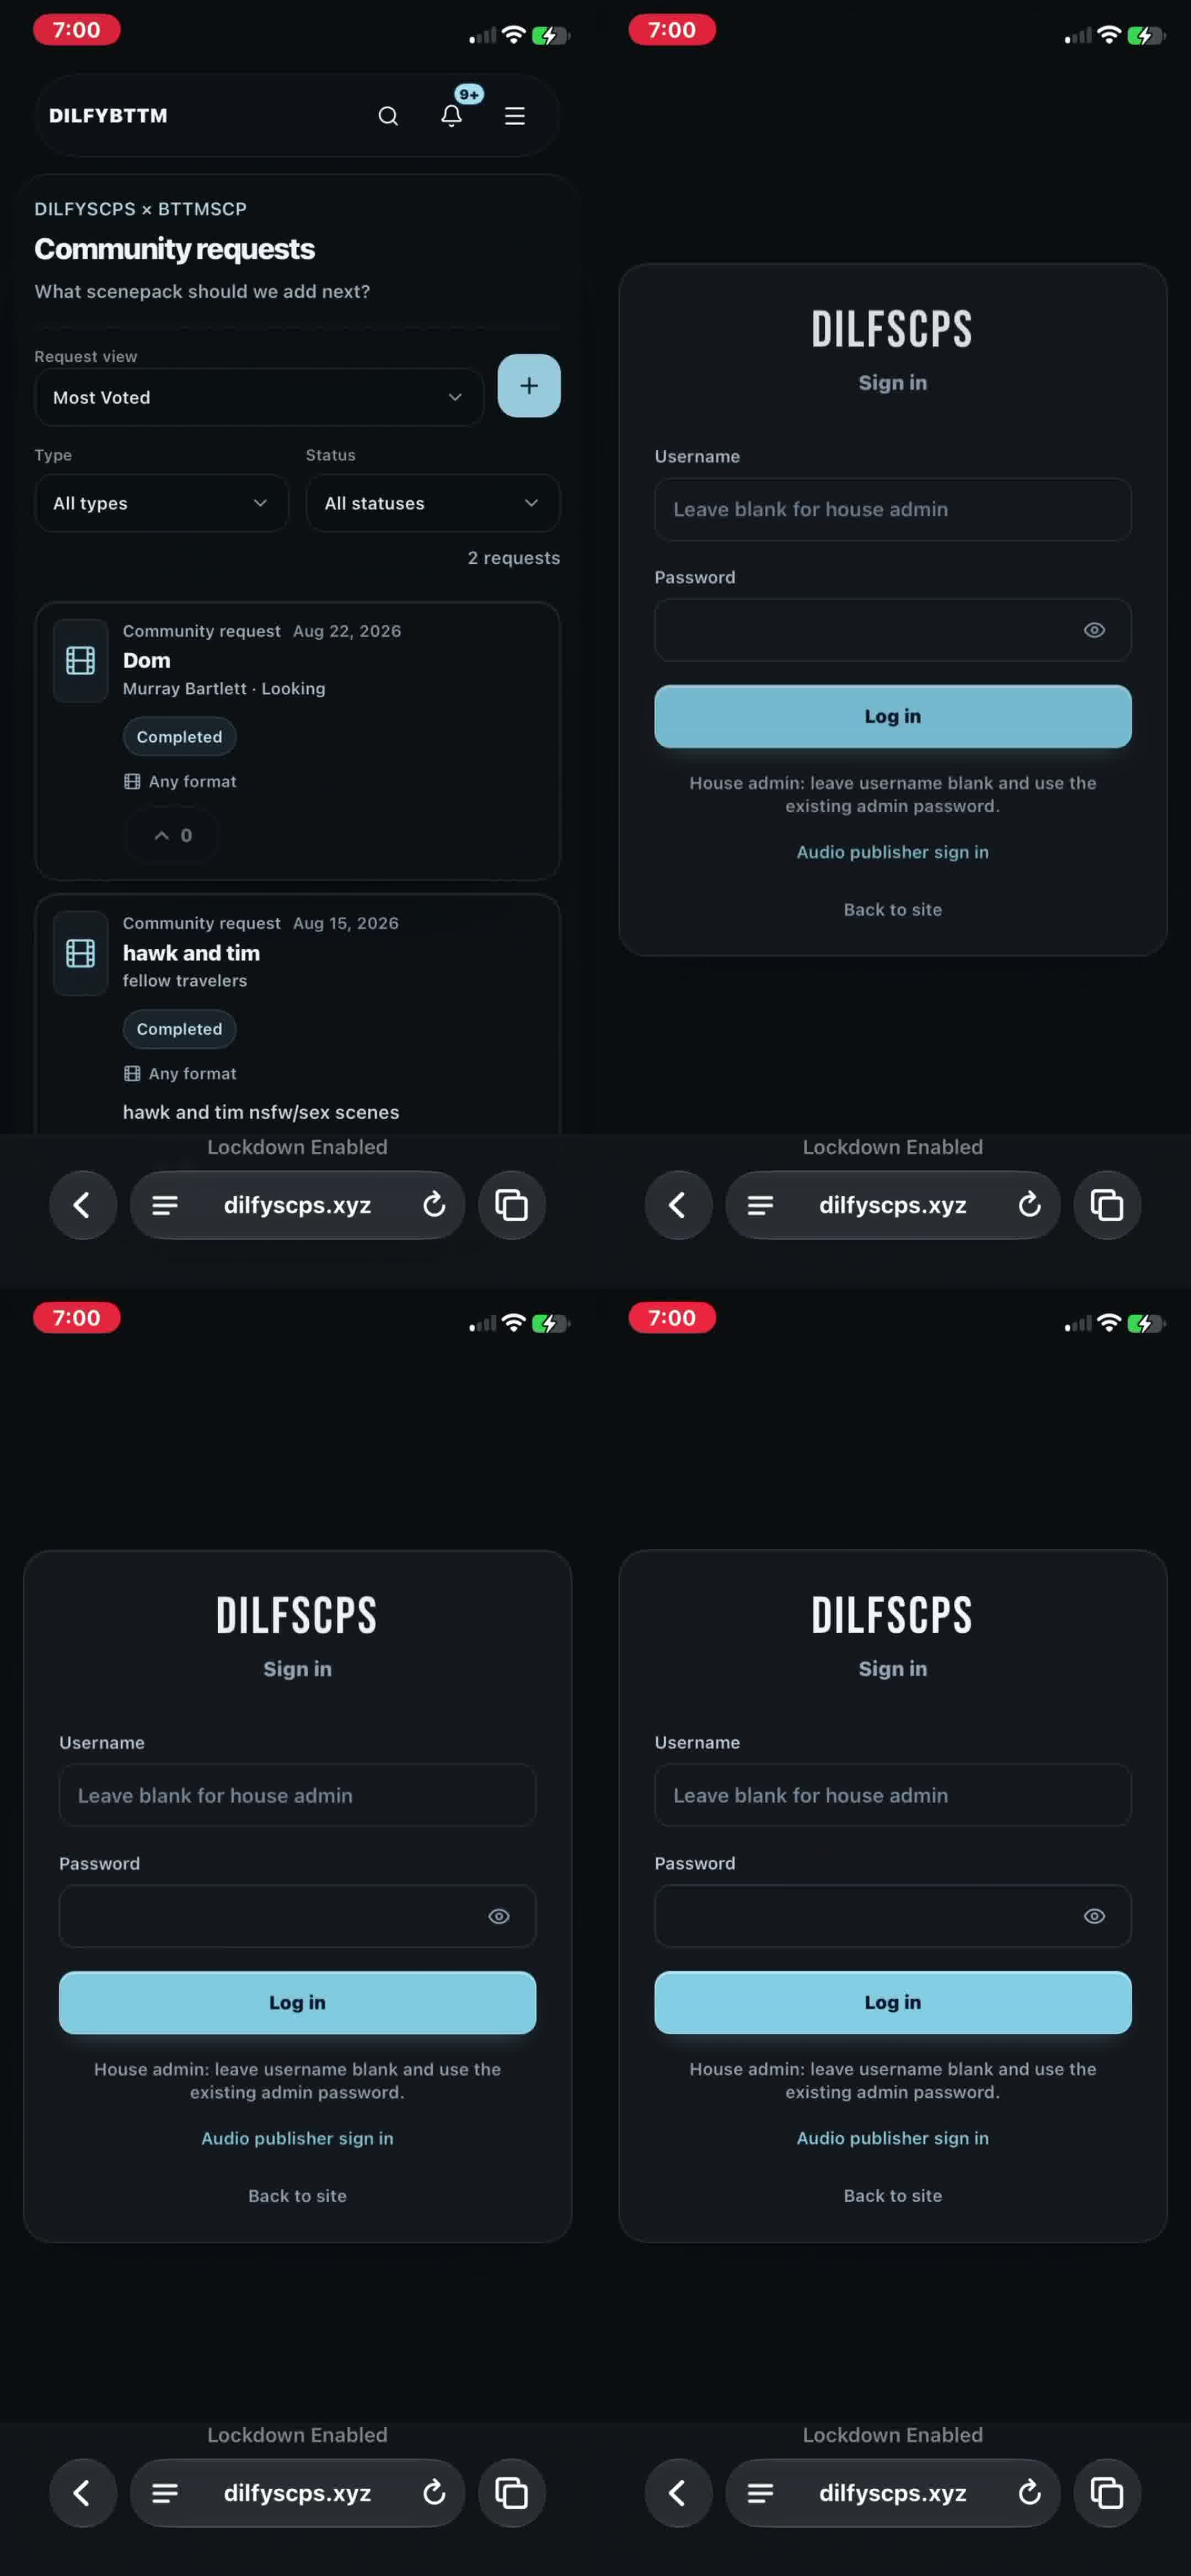 7:00
DILFYBTTM
9+
DILFYSCPS × BTTMSCP
Community requests
What scenepack should we add next?
Request view
Most Voted
+
Type
Status
All types
All statuses
2 requests
Community request Aug 22, 2026
Dom
Murray Bartlett · Looking
Completed
Any format
0
Community request Aug 15, 2026
hawk and tim
fellow travelers
Completed
Any format
hawk and tim nsfw/sex scenes
Lockdown Enabled
dilfyscps.xyz
7:00
DILFSCPS
Sign in
Username
Leave blank for house admin
Password
Log in
House admin: leave username blank and use the
existing admin password.
Audio publisher sign in
Back to site
Lockdown Enabled
dilfyscps.xyz
7:00
DILFSCPS
Sign in
Username
Leave blank for house admin
Password
Log in
House admin: leave username blank and use the
existing admin password.
Audio publisher sign in
Back to site
Lockdown Enabled
dilfyscps.xyz
7:00
DILFSCPS
Sign in
Username
Leave blank for house admin
Password
Log in
House admin: leave username blank and use the
existing admin password.
Audio publisher sign in
Back to site
Lockdown Enabled
dilfyscps.xyz